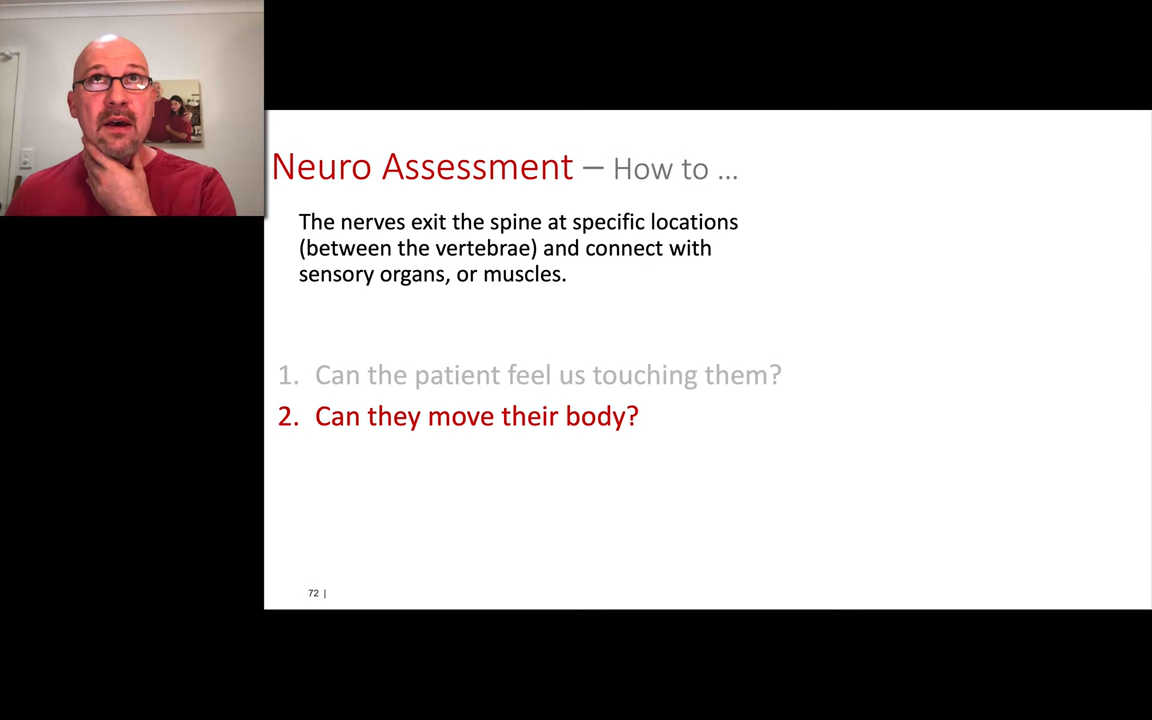 Neuro Assessment – How to ...
The nerves exit the spine at specific locations
(between the vertebrae) and connect with
sensory organs, or muscles.
1. Can the patient feel us touching them?
2. Can they move their body?
72 |